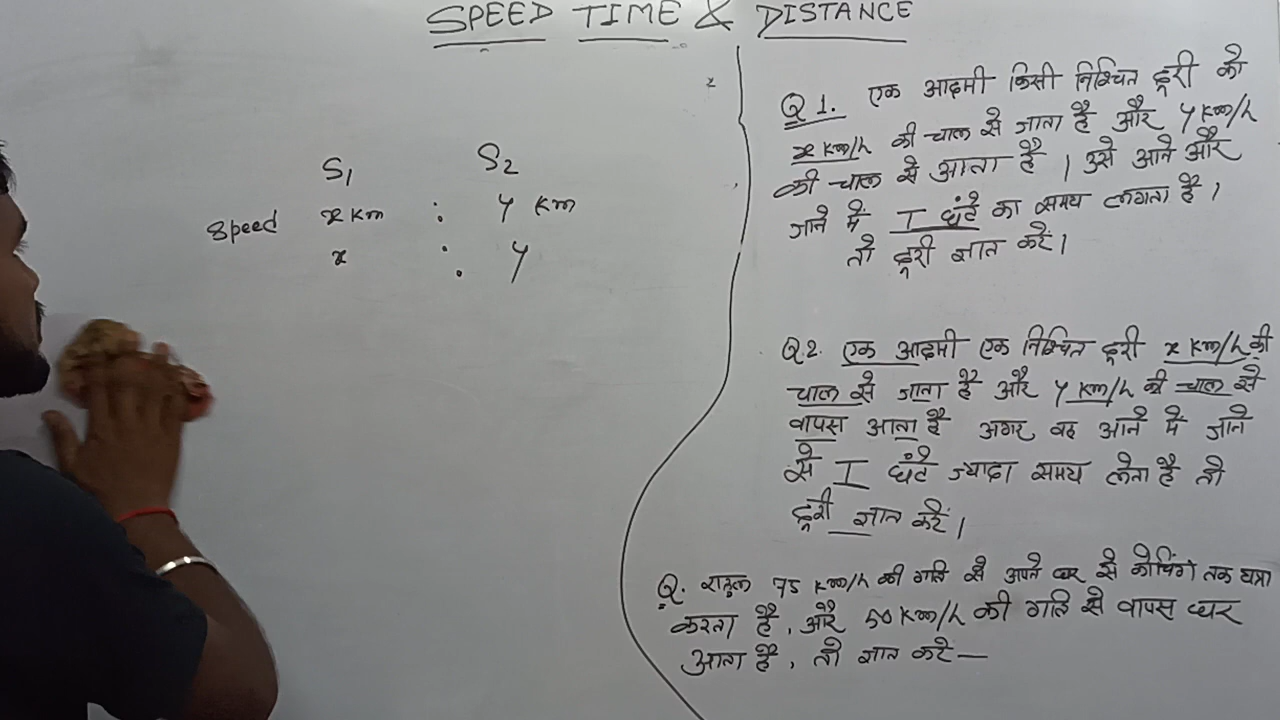 SPEED TIME & DISTANCE
S1 S2
Speed x Km : y Km
x : y
Q 1. एक आदमी किसी निश्चित दूरी को
x Km/h की चाल से जाता है और y Km/h
की चाल से आता है । उसे आने और
जाने में I घंटे का समय लगता है ।
तो दूरी ज्ञात करें ।
Q2. एक आदमी एक निश्चित दूरी x Km/h की
चाल से जाता है और y Km/h की चाल से
वापस आता है अगर वह आने में जाने
से I घंटे ज्यादा समय लेता है तो
दूरी ज्ञात करें ।
Q. राहुल 75 Km/h की गति से अपने घर से कोचिंग तक यात्रा
करता है, और 50 Km/h की गति से वापस घर
आता है, तो ज्ञात करे —